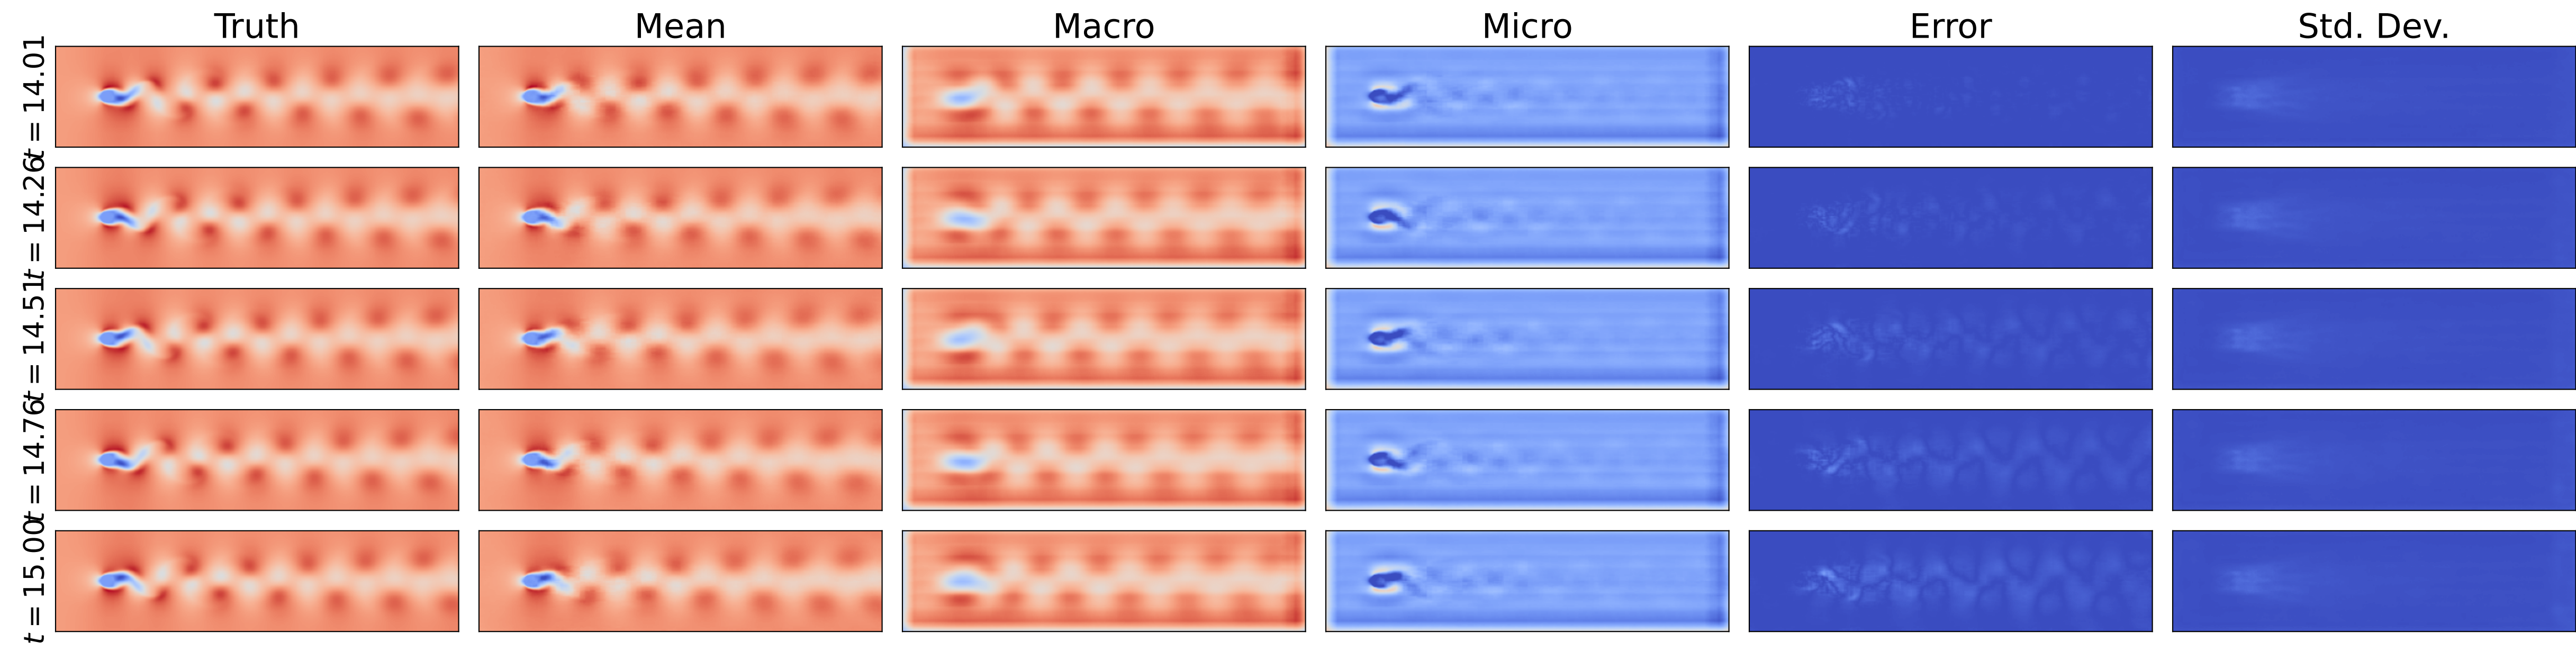 Truth Mean Macro Micro Error Std. Dev.
t = 14.01
t = 14.26
t = 14.51
t = 14.76
t = 15.00